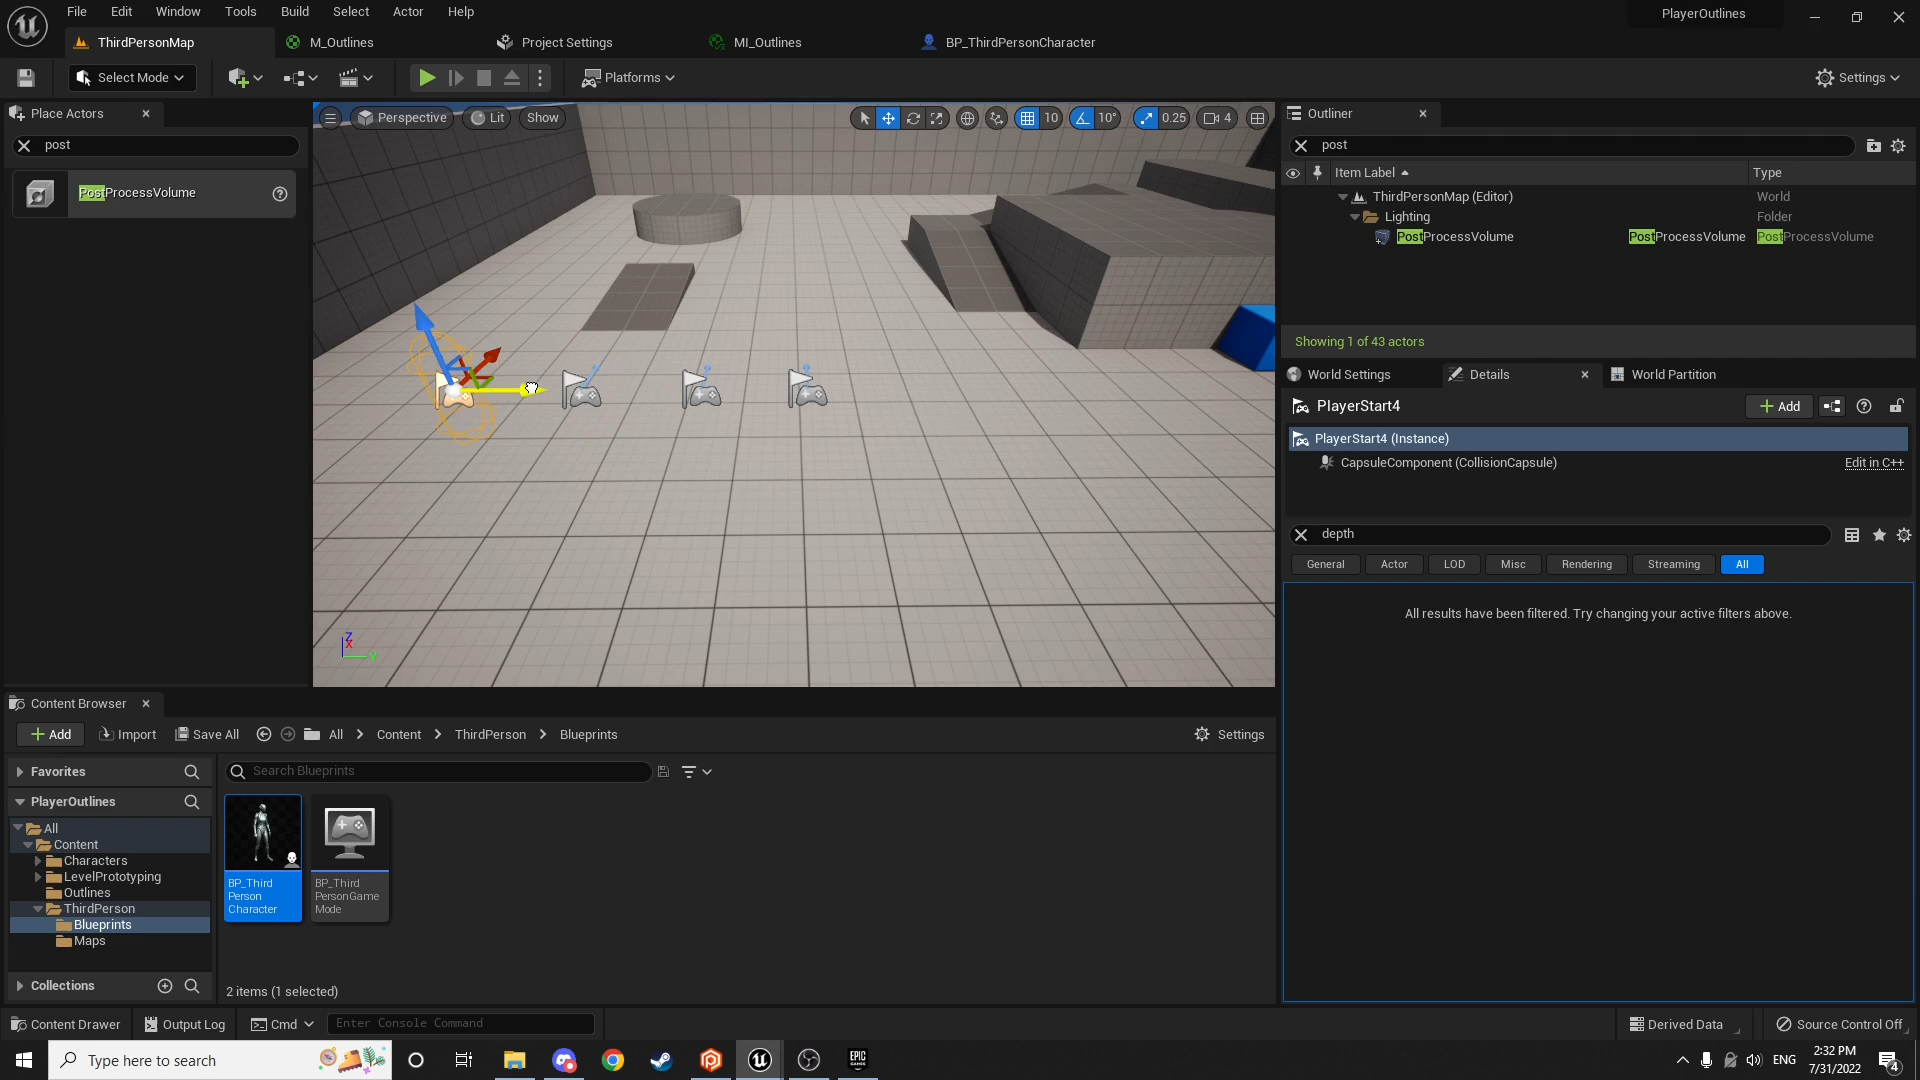 File Edit Window Tools Build Select Actor Help
PlayerOutlines
ThirdPersonMap
M_Outlines
Project Settings
MI_Outlines
BP_ThirdPersonCharacter
Select Mode
Platforms
Settings
Place Actors
post
PostProcessVolume
Perspective
Lit
Show
10
10°
0.25
4
Z
X
Y
Outliner
post
Item Label
Type
ThirdPersonMap (Editor)
World
Lighting
Folder
PostProcessVolume
PostProcessVolume
PostProcessVolume
Showing 1 of 43 actors
World Settings
Details
World Partition
PlayerStart4
Add
PlayerStart4 (Instance)
CapsuleComponent (CollisionCapsule)
Edit in C++
depth
General
Actor
LOD
Misc
Rendering
Streaming
All
All results have been filtered. Try changing your active filters above.
Content Browser
Add
Import
Save All
All
Content
ThirdPerson
Blueprints
Settings
Favorites
Search Blueprints
PlayerOutlines
All
Content
Characters
LevelPrototyping
Outlines
ThirdPerson
Blueprints
Maps
Collections
BP_Third
Person
Character
BP_Third
PersonGame
Mode
2 items (1 selected)
Content Drawer
Output Log
Cmd
Enter Console Command
Derived Data
Source Control Off
Type here to search
EPIC
GAMES
ENG
2:32 PM
7/31/2022
4